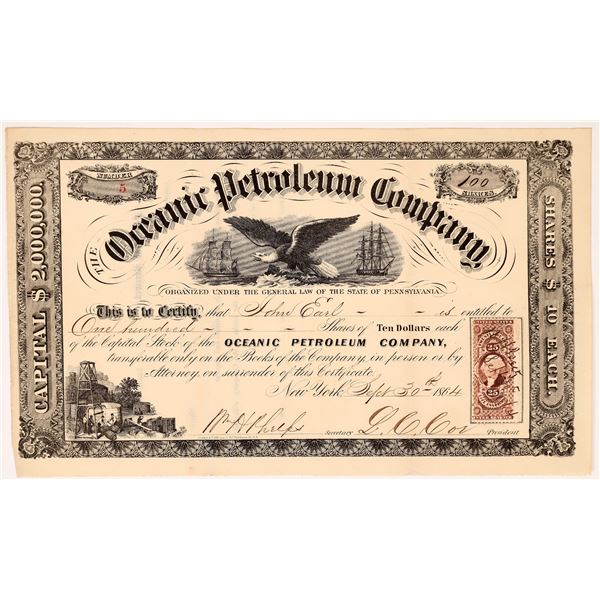 NUMBER
5
100
SHARES
THE
Oceanic Petroleum Company
ORGANIZED UNDER THE GENERAL LAW OF THE STATE OF PENNSYLVANIA
CAPITAL $2,000,000.
SHARES $10 EACH.
This is to Certify, that John Earl is entitled to
One hundred Shares of Ten Dollars each
of the Capital Stock of the OCEANIC PETROLEUM COMPANY,
transferable only on the Books of the Company, in person or by
Attorney on surrender of this Certificate.
New York, Sept 30th 1864
25 25
Wm H Phelps Secretary
President